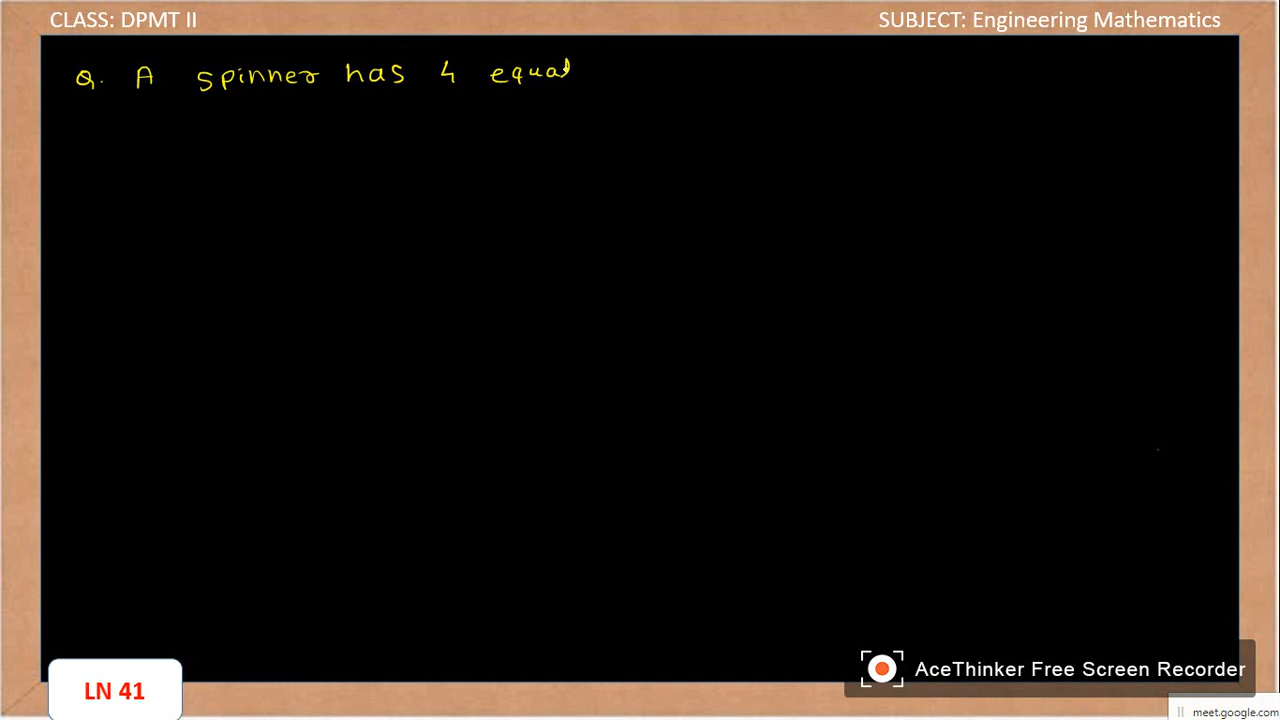 CLASS: DPMT II
SUBJECT: Engineering Mathematics
Q. A spinner has 4 equal
AceThinker Free Screen Recorder
LN 41
meet.google.com